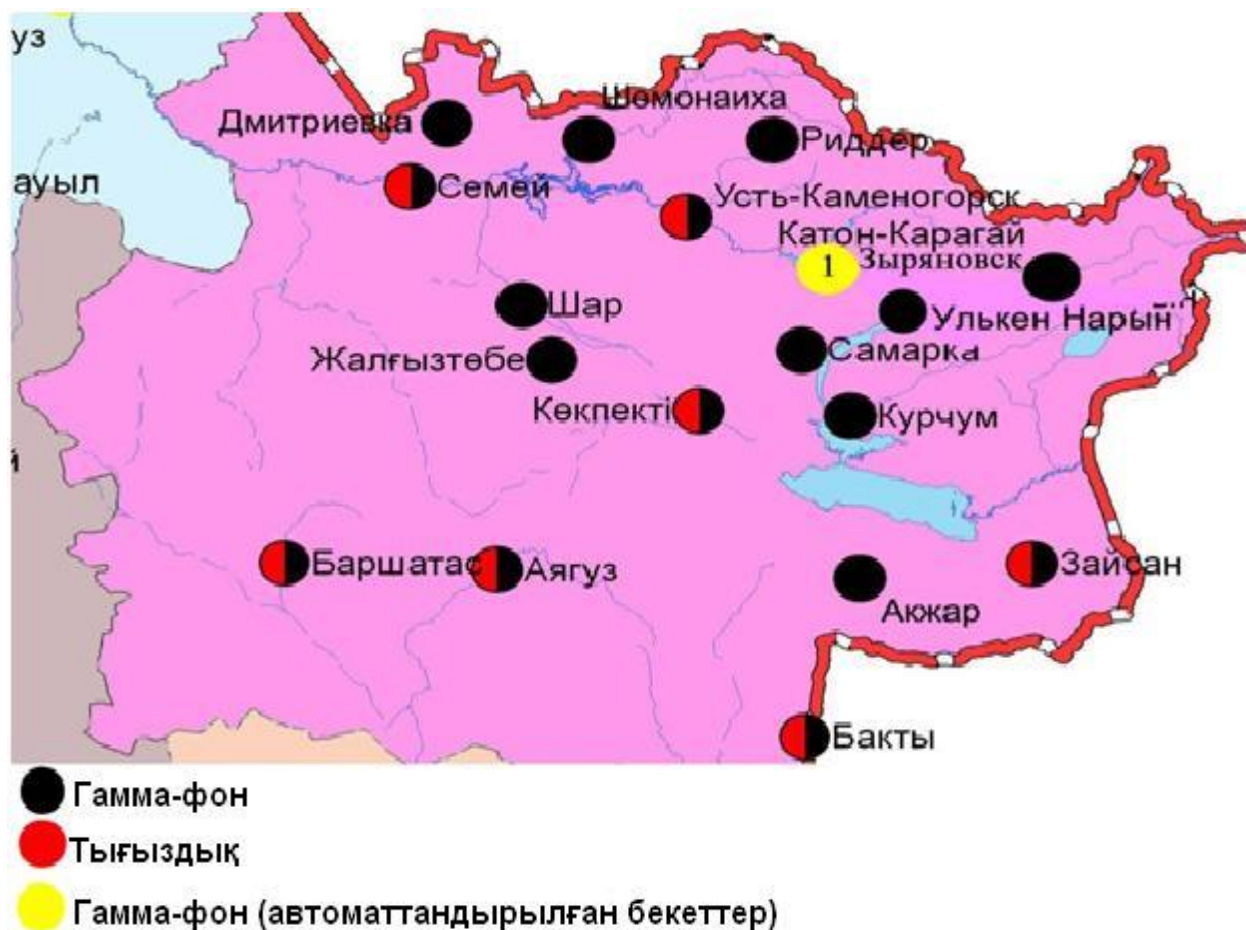 уз
Шемонаиха
Дмитриевка
Риддер
ауыл
Семей
Усть-Каменогорск
Катон-Карагай
1
Зыряновск
Шар
Улькен Нарын
Самарка
Жалғызтөбе
Көкпекті
Курчум
й
Баршатас
Аягуз
Зайсан
Акжар
Бакты
Гамма-фон
Тығыздық
Гамма-фон (автоматтандырылған бекеттер)